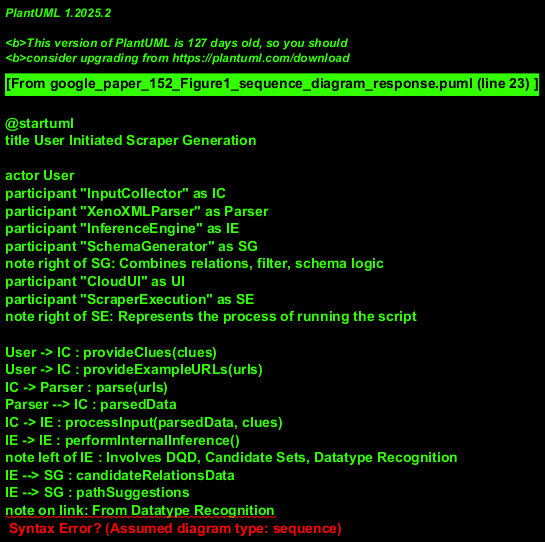 PlantUML 1.2025.2
<b>This version of PlantUML is 127 days old, so you should
<b>consider upgrading from https://plantuml.com/download
[From google_paper_152_Figure1_sequence_diagram_response.puml (line 23) ]
@startuml
title User Initiated Scraper Generation
actor User
participant "InputCollector" as IC
participant "XenoXMLParser" as Parser
participant "InferenceEngine" as IE
participant "SchemaGenerator" as SG
note right of SG: Combines relations, filter, schema logic
participant "CloudUI" as UI
participant "ScraperExecution" as SE
note right of SE: Represents the process of running the script
User -> IC : provideClues(clues)
User -> IC : provideExampleURLs(urls)
IC -> Parser : parse(urls)
Parser --> IC : parsedData
IC -> IE : processInput(parsedData, clues)
IE -> IE : performInternalInference()
note left of IE : Involves DQD, Candidate Sets, Datatype Recognition
IE --> SG : candidateRelationsData
IE --> SG : pathSuggestions
note on link: From Datatype Recognition
Syntax Error? (Assumed diagram type: sequence)